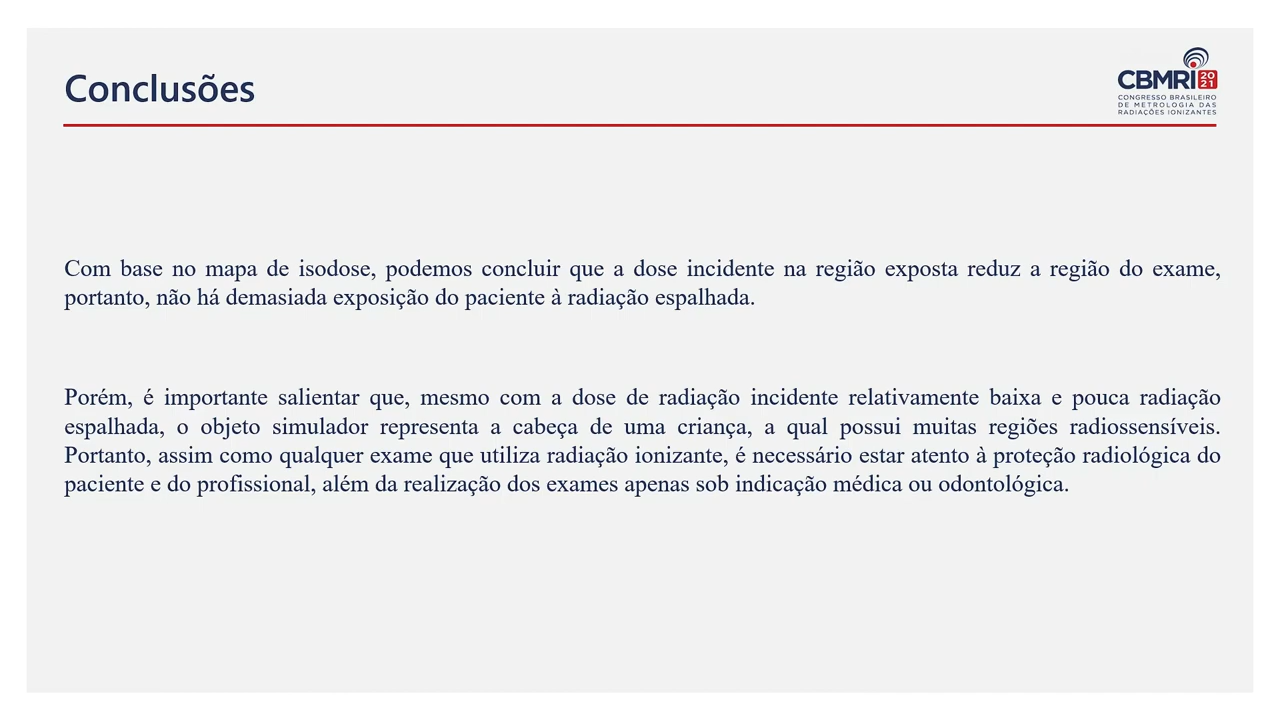 Conclusões
CBMRI 20
21
CONGRESSO BRASILEIRO
DE METROLOGIA DAS
RADIAÇÕES IONIZANTES
Com base no mapa de isodose, podemos concluir que a dose incidente na região exposta reduz a região do exame,
portanto, não há demasiada exposição do paciente à radiação espalhada.
Porém, é importante salientar que, mesmo com a dose de radiação incidente relativamente baixa e pouca radiação
espalhada, o objeto simulador representa a cabeça de uma criança, a qual possui muitas regiões radiossensíveis.
Portanto, assim como qualquer exame que utiliza radiação ionizante, é necessário estar atento à proteção radiológica do
paciente e do profissional, além da realização dos exames apenas sob indicação médica ou odontológica.